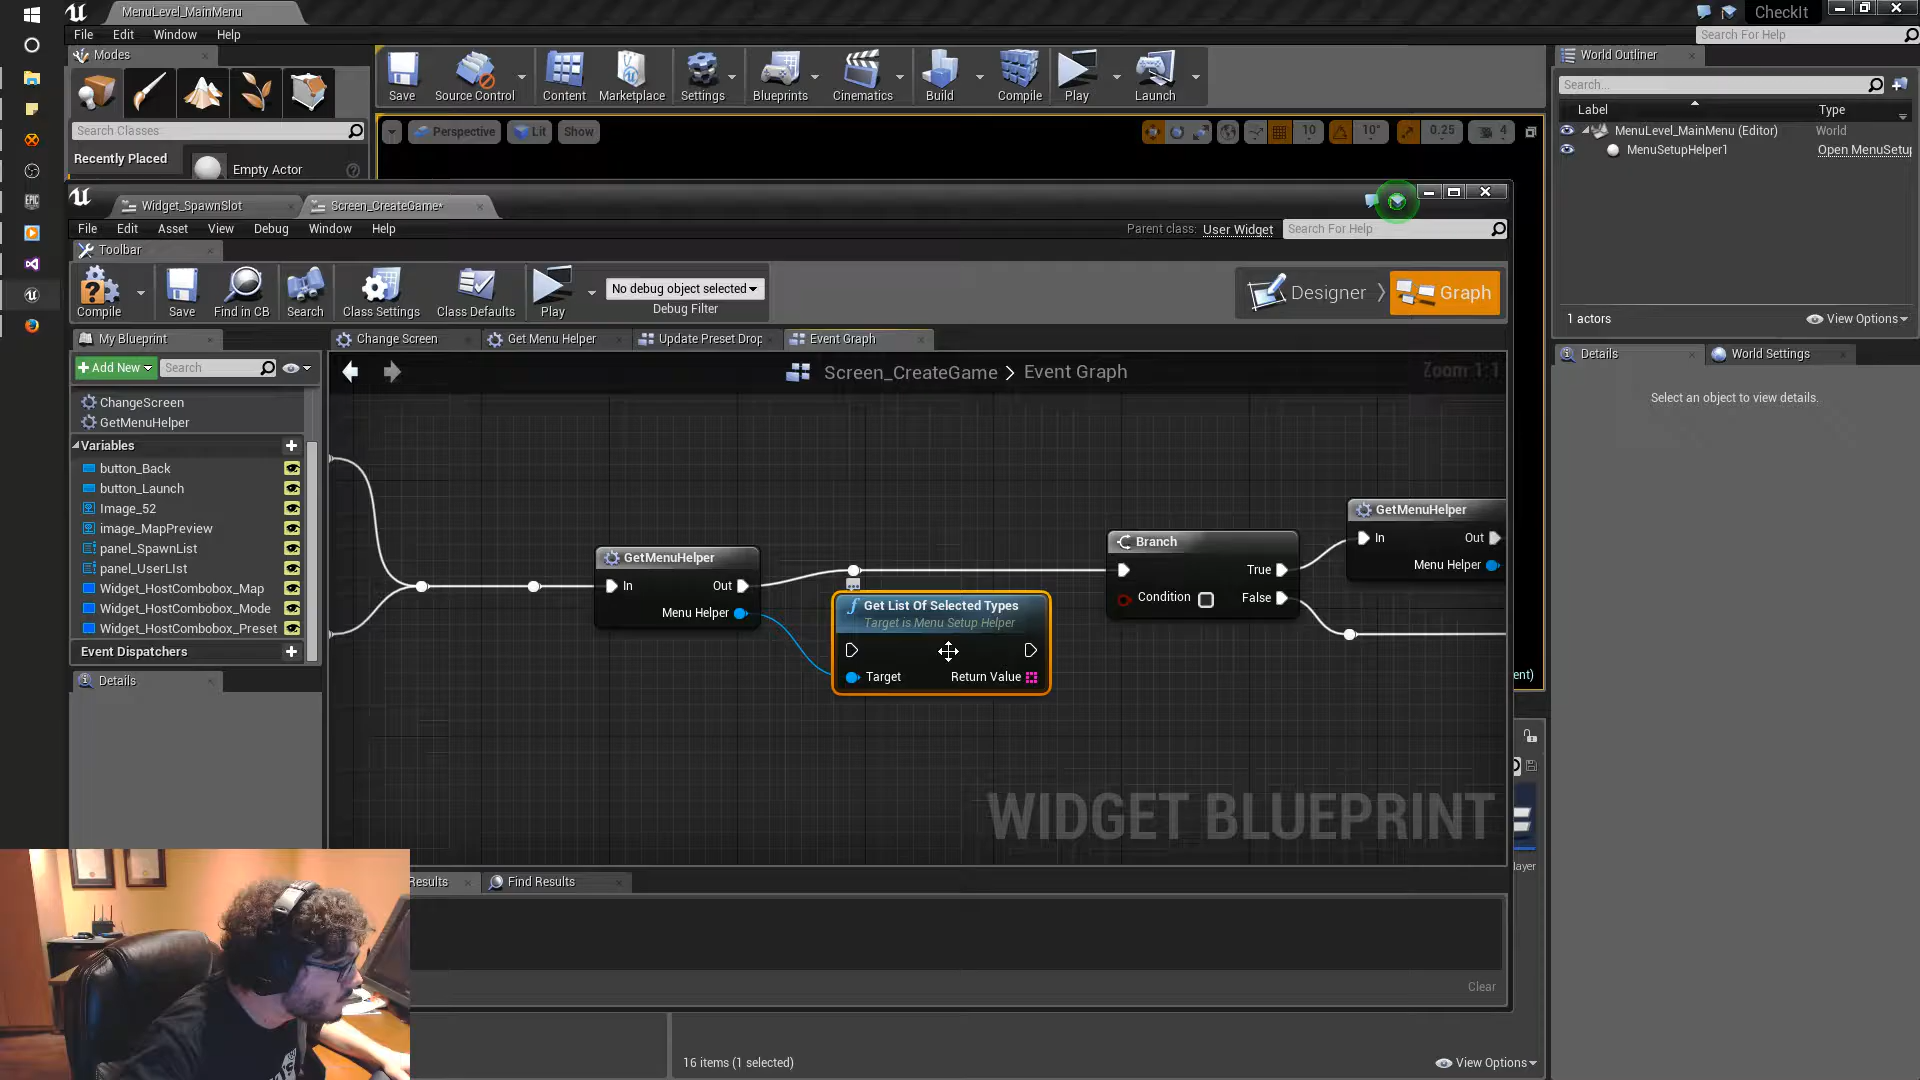 MenuLevel_MainMenu
CheckIt
File Edit Window Help
Search For Help
Modes
Save
Source Control
Content
Marketplace
Settings
Blueprints
Cinematics
Build
Compile
Play
Launch
World Outliner
Search...
Label
Type
MenuLevel_MainMenu (Editor)
World
MenuSetupHelper1
Open MenuSetup
1 actors
View Options
Search Classes
Recently Placed
Empty Actor
Perspective
Lit
Show
10
10°
0.25
4
Widget_SpawnSlot
Screen_CreateGame*
File Edit Asset View Debug Window Help
Parent class: User Widget
Search For Help
Toolbar
Compile
Save
Find in CB
Search
Class Settings
Class Defaults
Play
No debug object selected
Debug Filter
Designer
Graph
Details
World Settings
Select an object to view details.
My Blueprint
Change Screen
Get Menu Helper
Update Preset Drop
Event Graph
Add New
Search
Screen_CreateGame > Event Graph
Zoom 1:1
ChangeScreen
GetMenuHelper
Variables
button_Back
button_Launch
Image_52
image_MapPreview
panel_SpawnList
panel_UserLIst
Widget_HostCombobox_Map
Widget_HostCombobox_Mode
Widget_HostCombobox_Preset
Event Dispatchers
Details
GetMenuHelper
In
Out
Menu Helper
Get List Of Selected Types
Target is Menu Setup Helper
Target
Return Value
Branch
True
Condition
False
GetMenuHelper
In
Out
Menu Helper
WIDGET BLUEPRINT
Results
Find Results
Clear
16 items (1 selected)
View Options